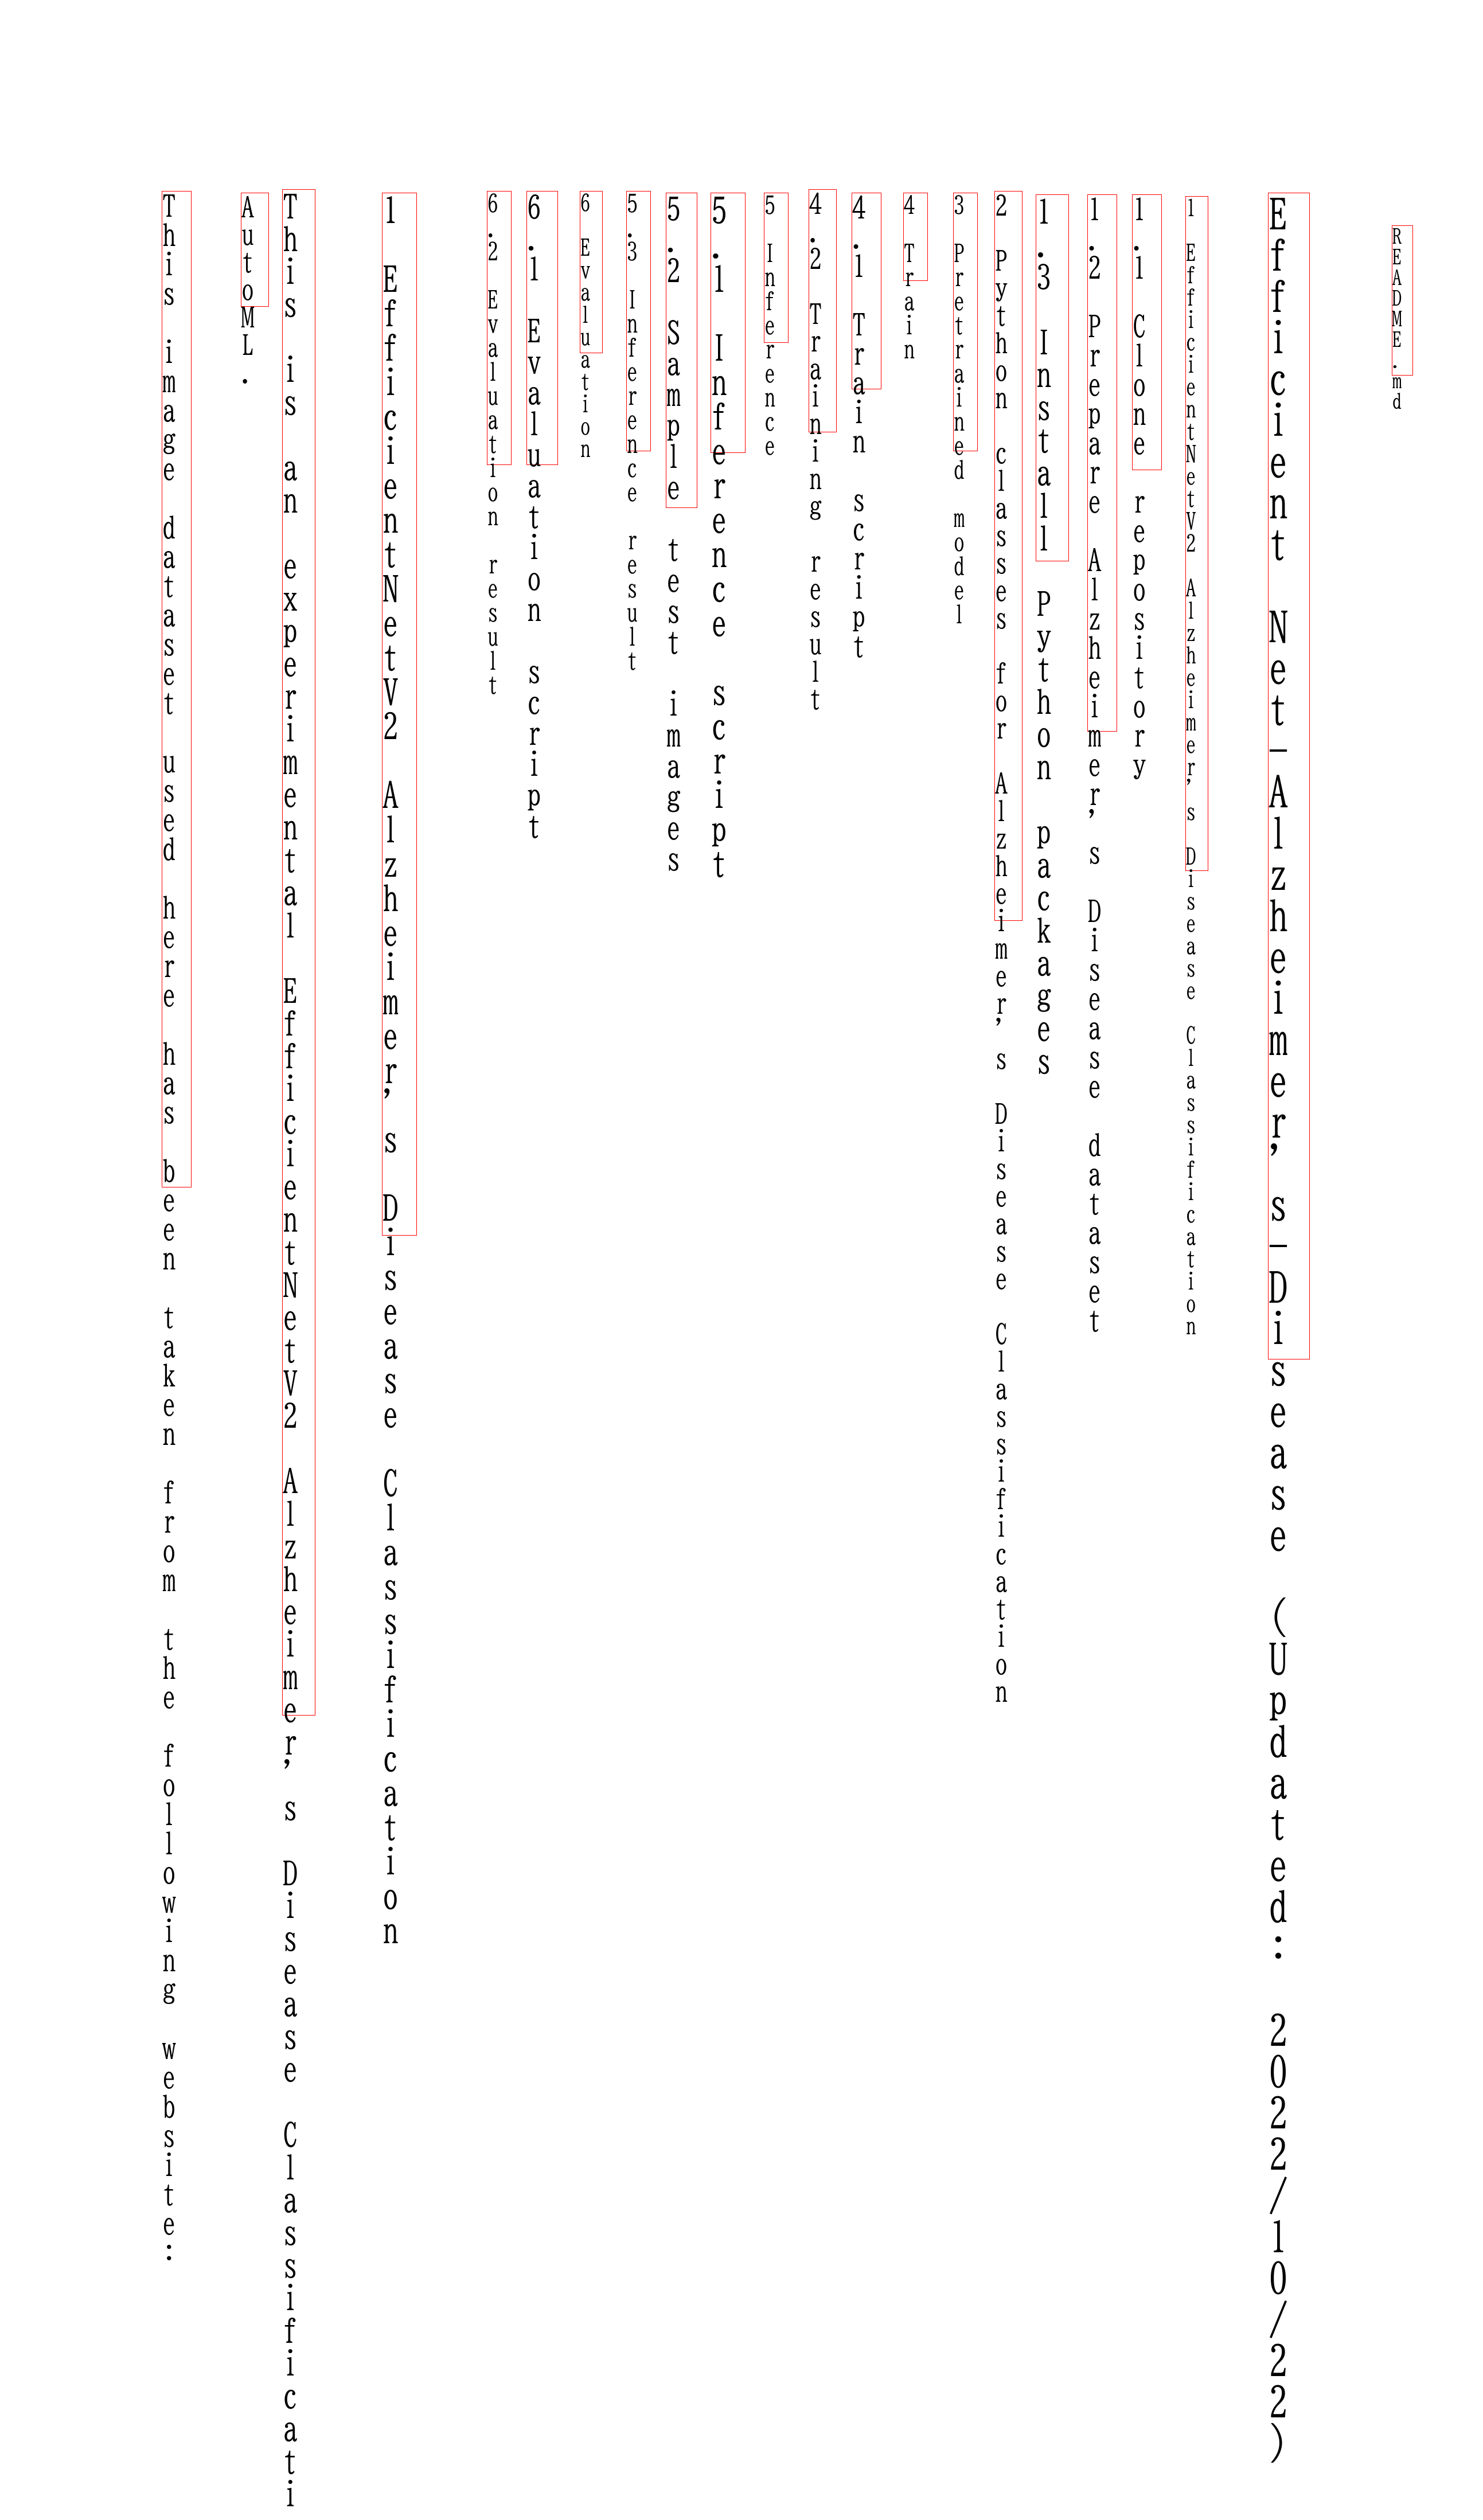 README.md
Efficient Net-Alzheimer's-Disease (Updated: 2022/10/22)
1 EfficientNetV2 Alzheimer's Disease Classification
1.1 Clone repository
1.2 Prepare Alzheimer's Disease dataset
1.3 Install Python packages
2 Python classes for Alzheimer's Disease Classification
3 Pretrained model
4 Train
4.1 Train script
4.2 Training result
5 Inference
5.1 Inference script
5.2 Sample test images
5.3 Inference result
6 Evaluation
6.1 Evaluation script
6.2 Evaluation result
1 EfficientNetV2 Alzheimer's Disease Classification
This is an experimental EfficientNetV2 Alzheimer's Disease Classificati
AutoML.
This image dataset used here has been taken from the following website: